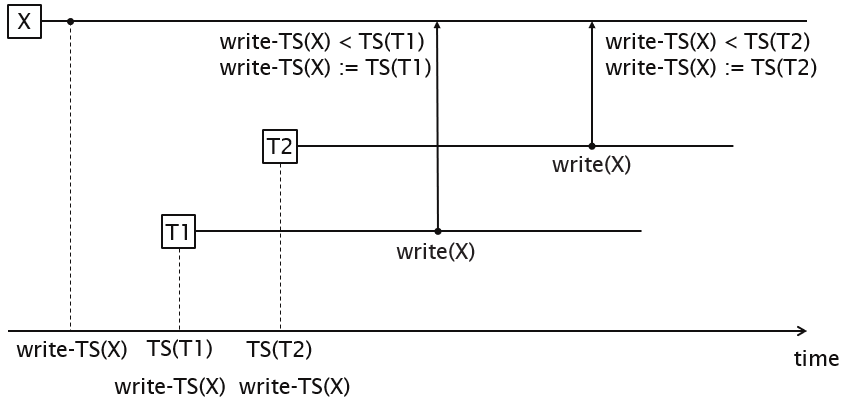 X
write-TS(X) < TS(T1)
write-TS(X) := TS(T1)
write-TS(X) < TS(T2)
write-TS(X) := TS(T2)
T2
write(X)
T1
write(X)
write-TS(X) TS(T1) TS(T2)
time
write-TS(X) write-TS(X)